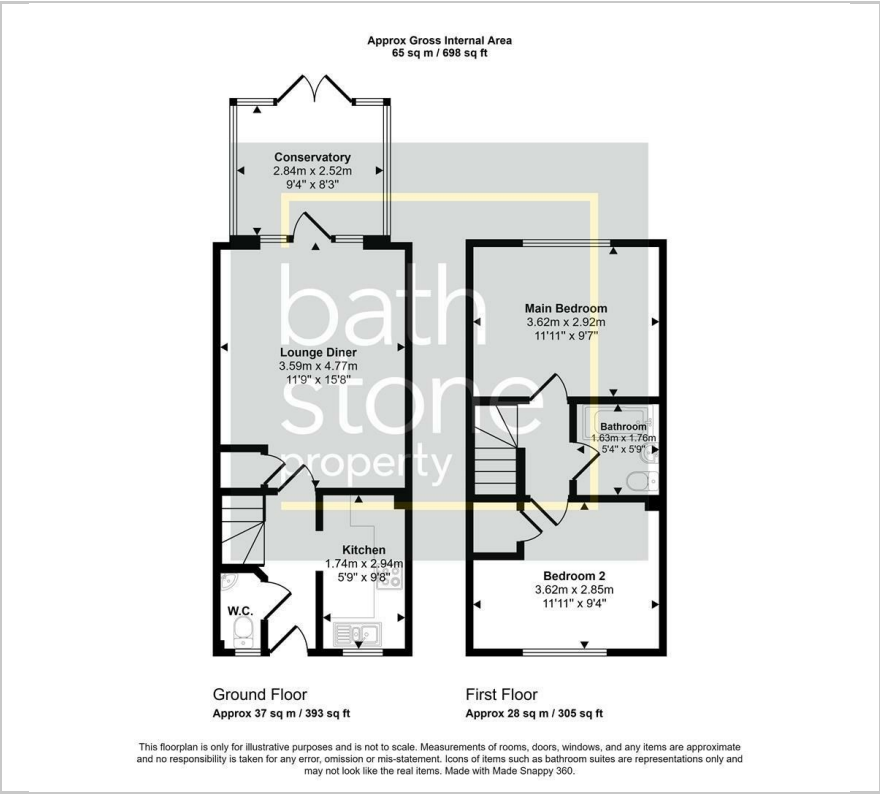 Approx Gross Internal Area
65 sq m / 698 sq ft
Conservatory
2.84m x 2.52m
9'4" x 8'3"
bath
stone
property
Lounge Diner
3.59m x 4.77m
11'9" x 15'8"
Main Bedroom
3.62m x 2.92m
11'11" x 9'7"
Bathroom
1.63m x 1.76m
5'4" x 5'9"
Kitchen
1.74m x 2.94m
5'9" x 9'8"
W.C.
Bedroom 2
3.62m x 2.85m
11'11" x 9'4"
Ground Floor
Approx 37 sq m / 393 sq ft
First Floor
Approx 28 sq m / 305 sq ft
This floorplan is only for illustrative purposes and is not to scale. Measurements of rooms, doors, windows, and any items are approximate
and no responsibility is taken for any error, omission or mis-statement. Icons of items such as bathroom suites are representations only and
may not look like the real items. Made with Made Snappy 360.